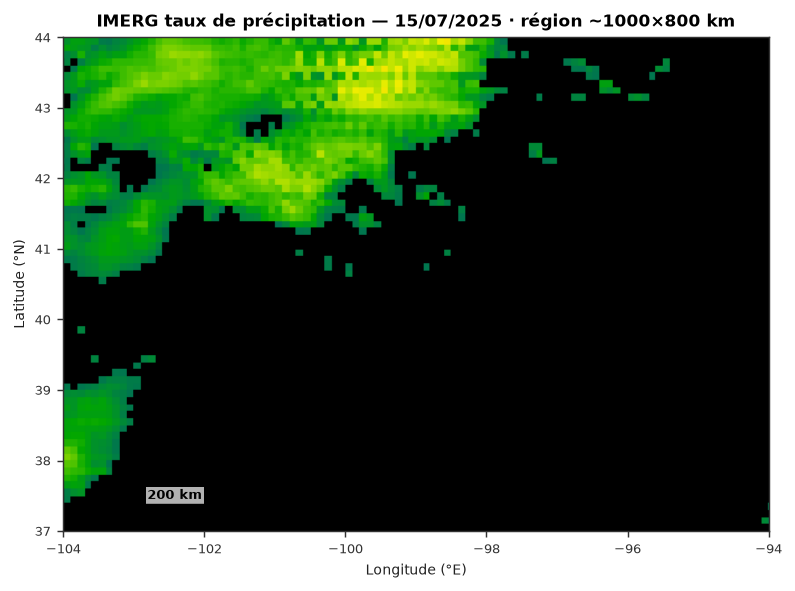 IMERG taux de précipitation — 15/07/2025 · région ~1000×800 km
44
43
42
41
40
39
38
37
Latitude (°N)
200 km
−104 −102 −100 −98 −96 −94
Longitude (°E)